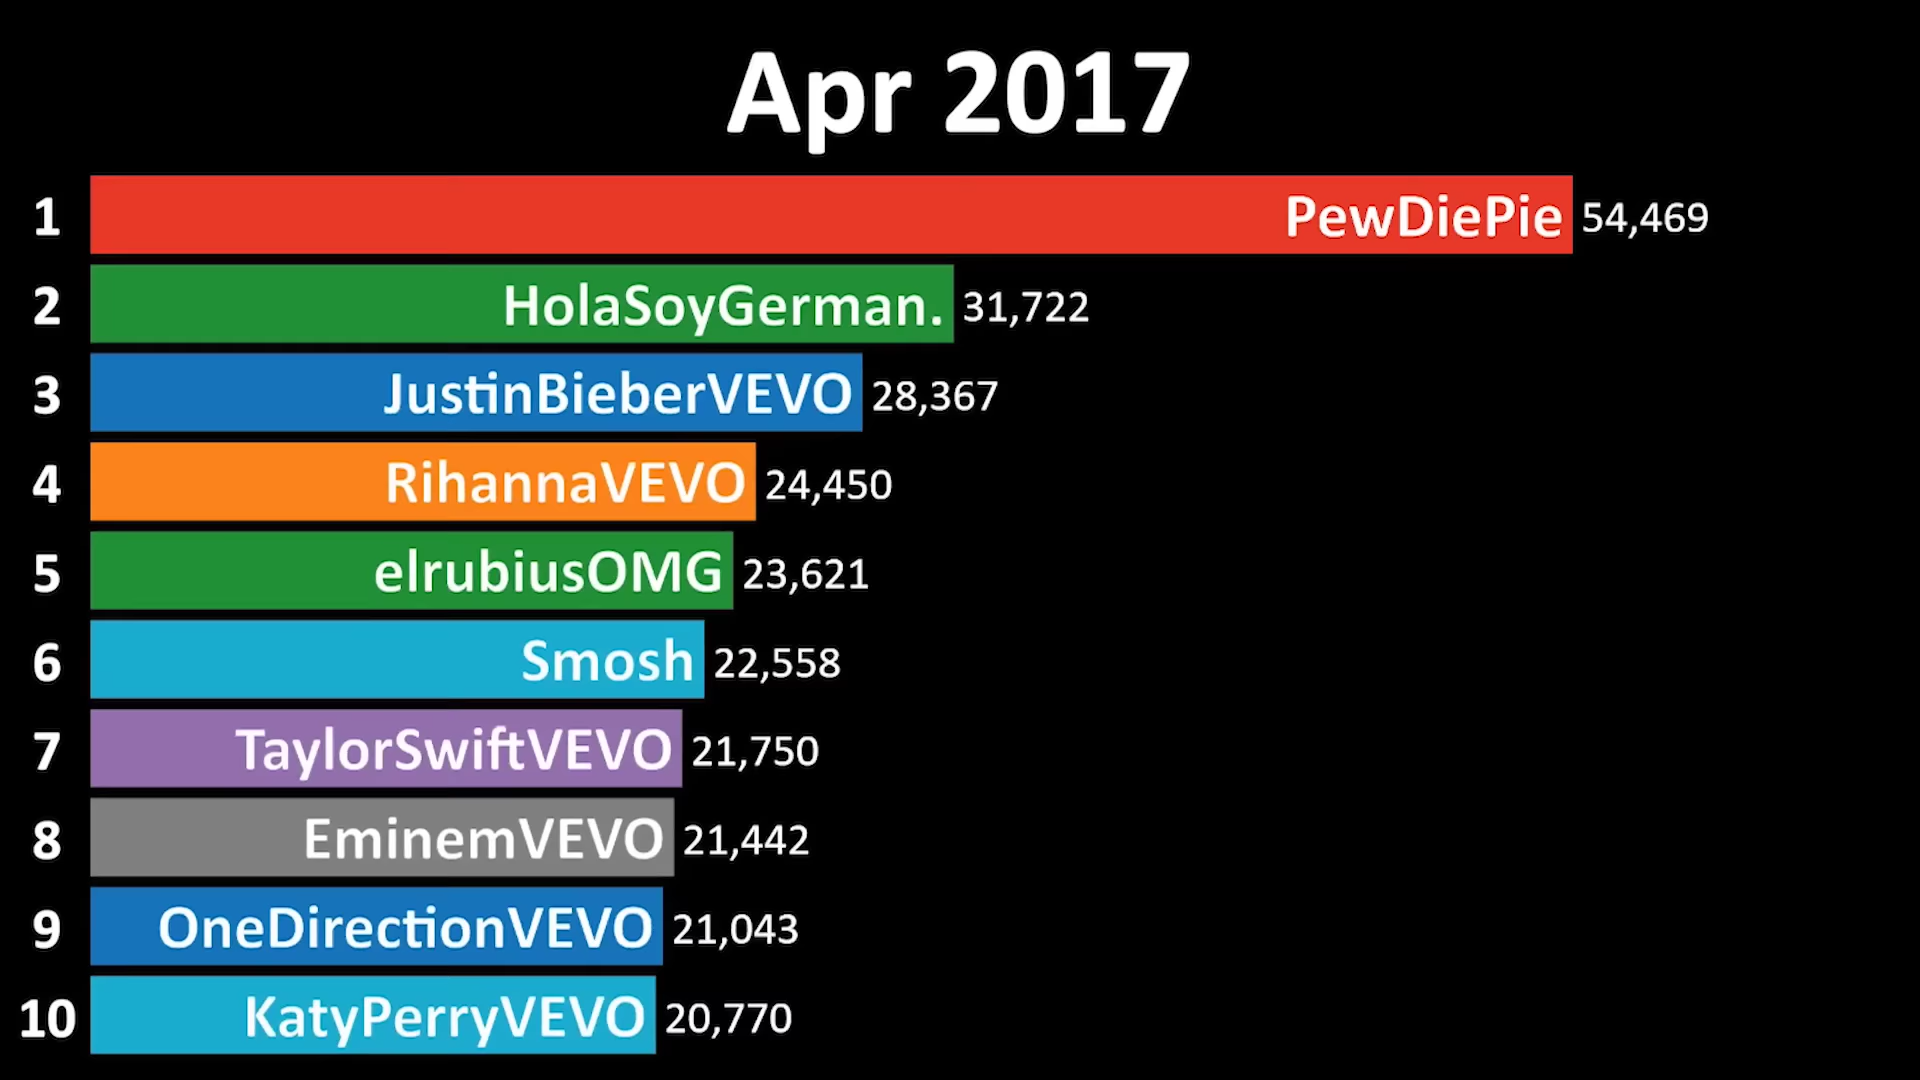 Apr 2017
1 PewDiePie 54,469
2 HolaSoyGerman. 31,722
3 JustinBieberVEVO 28,367
4 RihannaVEVO 24,450
5 elrubiusOMG 23,621
6 Smosh 22,558
7 TaylorSwiftVEVO 21,750
8 EminemVEVO 21,442
9 OneDirectionVEVO 21,043
10 KatyPerryVEVO 20,770